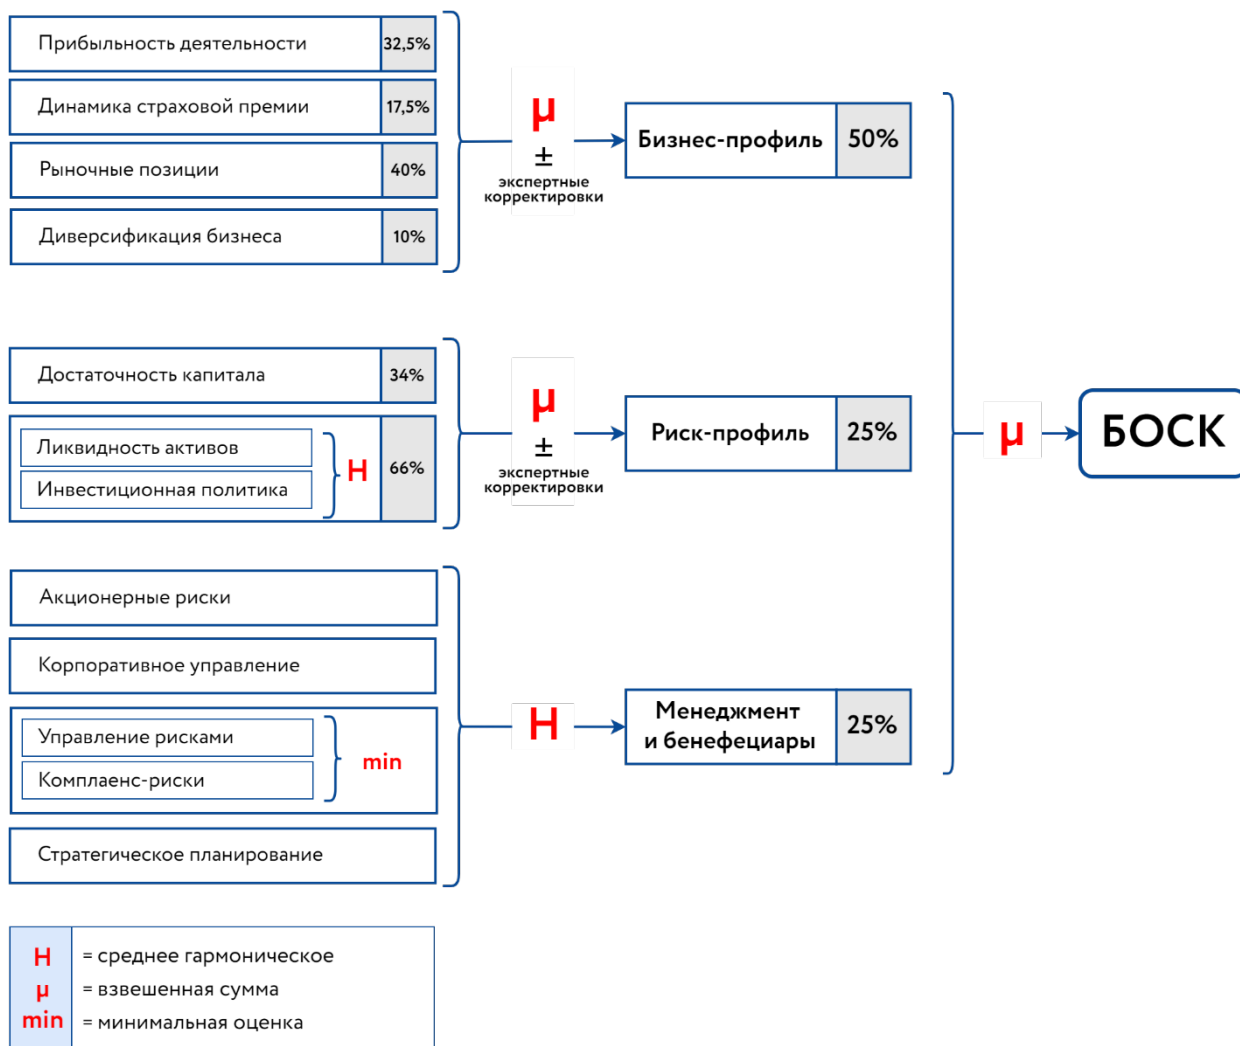 Прибыльность деятельности 32,5%
Динамика страховой премии 17,5%
Рыночные позиции 40%
Диверсификация бизнеса 10%
μ
±
экспертные
корректировки
Бизнес-профиль 50%
Достаточность капитала 34%
Ликвидность активов
Инвестиционная политика
H
66%
μ
±
экспертные
корректировки
Риск-профиль 25%
Акционерные риски
Корпоративное управление
Управление рисками
Комплаенс-риски
min
Стратегическое планирование
H
Менеджмент
и бенефециары
25%
μ
БОСК
H = среднее гармоническое
μ = взвешенная сумма
min = минимальная оценка